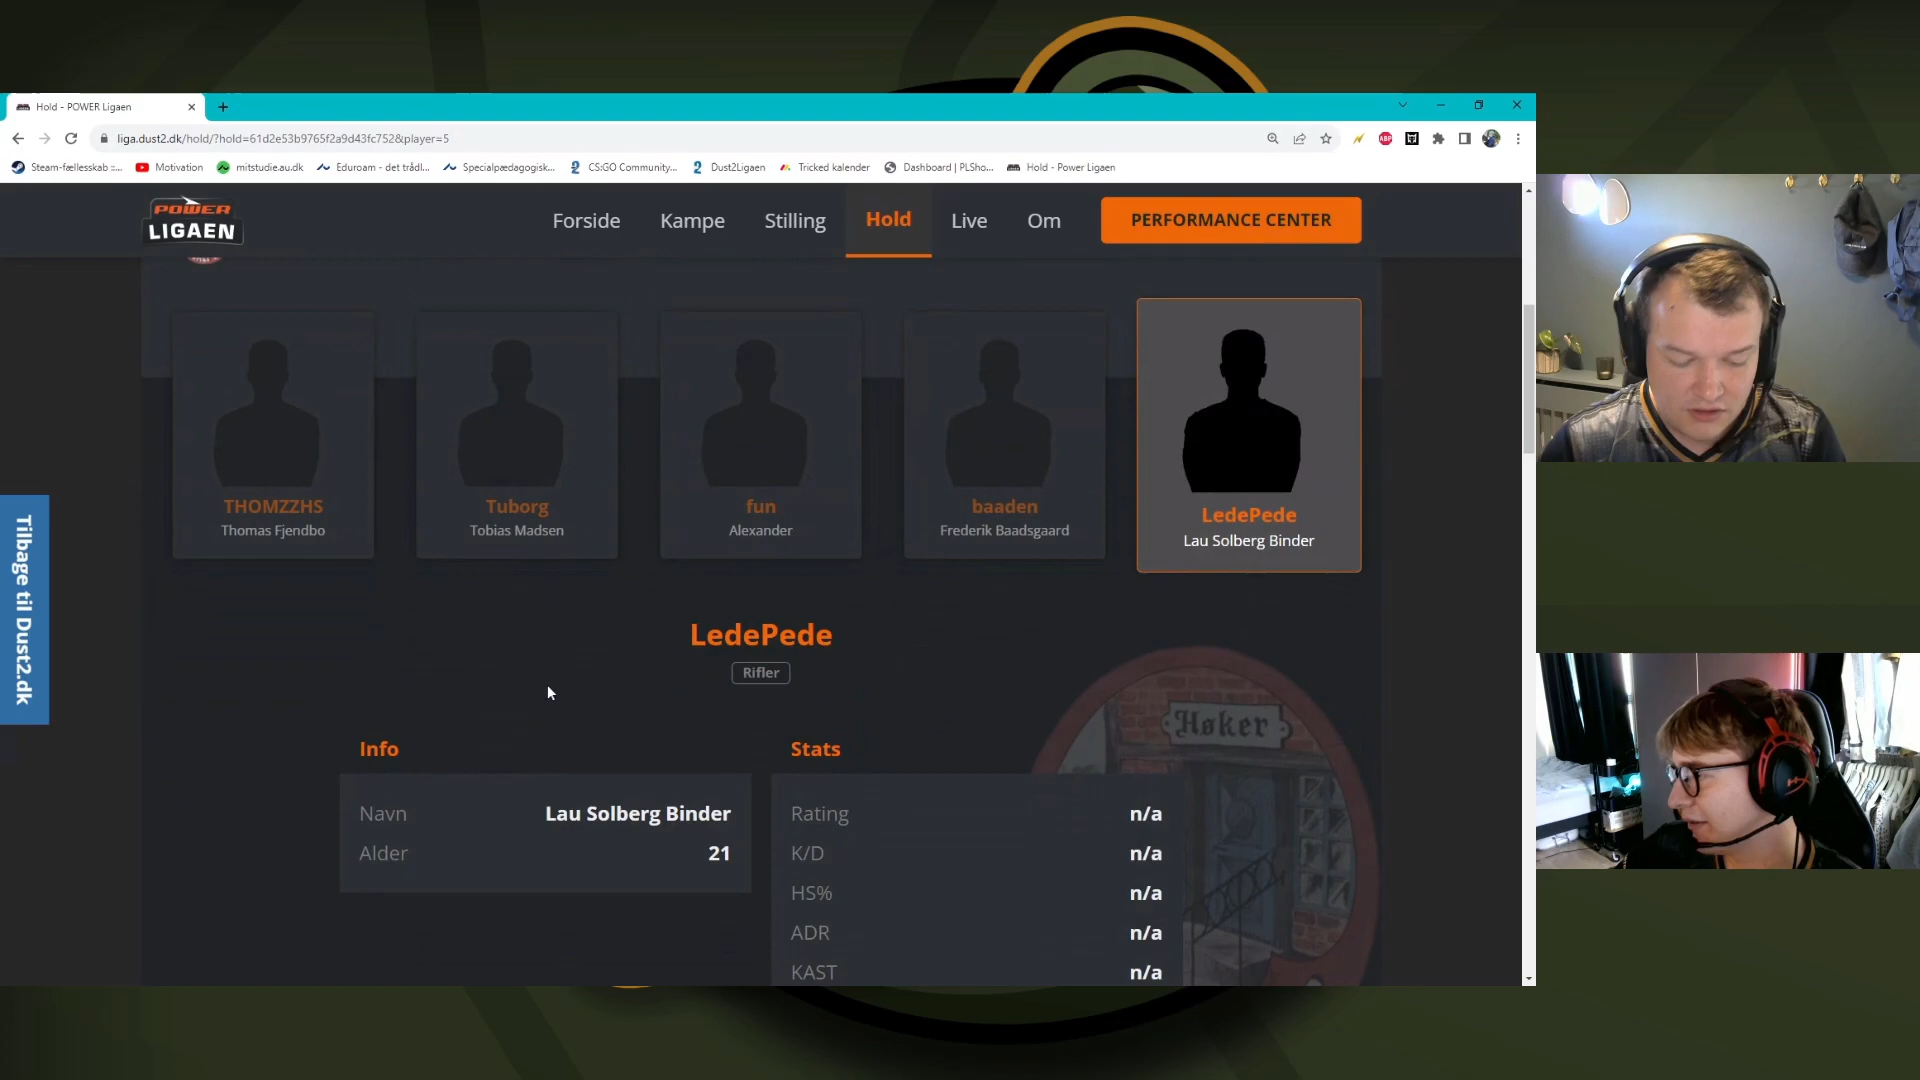 Hold - POWER Ligaen
liga.dust2.dk/hold/?hold=61d2e53b9765f2a9d43fc752&player=5
ABP
Steam-fællesskab ::...
Motivation
mitstudie.au.dk
Eduroam - det trådl...
Specialpædagogisk...
CS:GO Community...
Dust2Ligaen
Tricked kalender
Dashboard | PLSho...
Hold - Power Ligaen
POWER
LIGAEN
Forside
Kampe
Stilling
Hold
Live
Om
PERFORMANCE CENTER
THOMZZHS
Thomas Fjendbo
Tuborg
Tobias Madsen
fun
Alexander
baaden
Frederik Baadsgaard
LedePede
Lau Solberg Binder
Tilbage til Dust2.dk
LedePede
Rifler
Høker
Info
Navn Lau Solberg Binder
Alder 21
Stats
Rating n/a
K/D n/a
HS% n/a
ADR n/a
KAST n/a